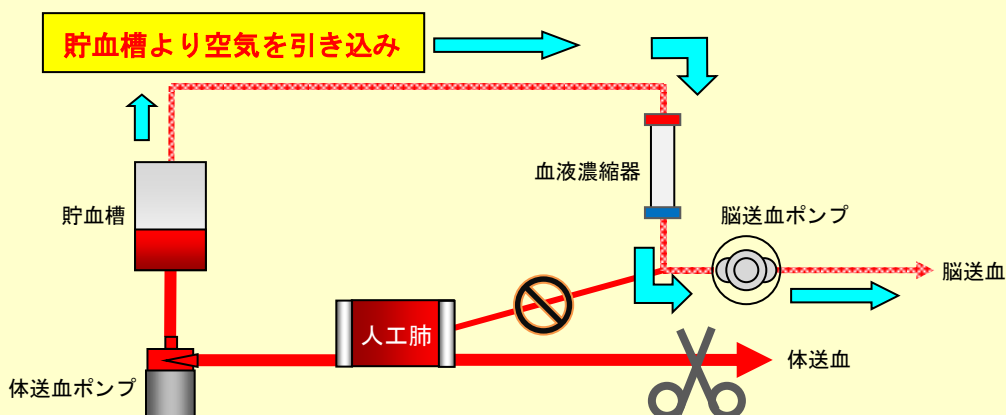 貯血槽より空気を引き込み
血液濃縮器
貯血槽
脳送血ポンプ
脳送血
人工肺
体送血
体送血ポンプ